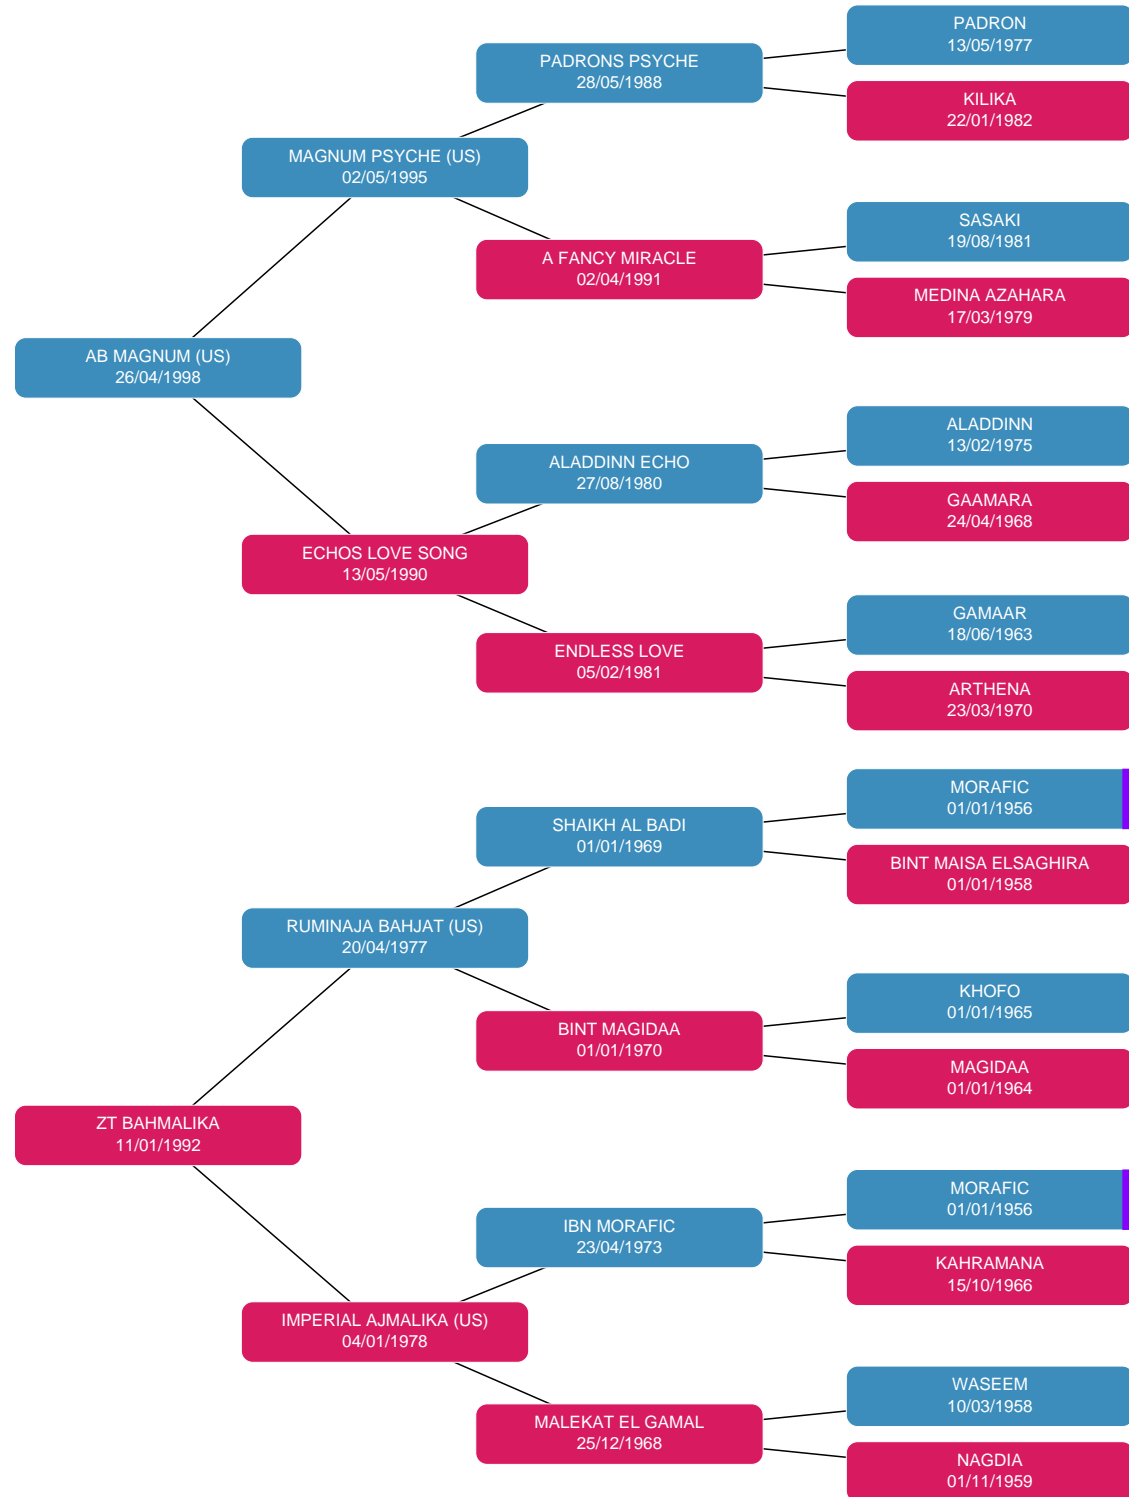 PADRON
13/05/1977
PADRONS PSYCHE
28/05/1988
KILIKA
22/01/1982
MAGNUM PSYCHE (US)
02/05/1995
SASAKI
19/08/1981
A FANCY MIRACLE
02/04/1991
MEDINA AZAHARA
17/03/1979
AB MAGNUM (US)
26/04/1998
ALADDINN
13/02/1975
ALADDINN ECHO
27/08/1980
GAAMARA
24/04/1968
ECHOS LOVE SONG
13/05/1990
GAMAAR
18/06/1963
ENDLESS LOVE
05/02/1981
ARTHENA
23/03/1970
MORAFIC
01/01/1956
SHAIKH AL BADI
01/01/1969
BINT MAISA ELSAGHIRA
01/01/1958
RUMINAJA BAHJAT (US)
20/04/1977
KHOFO
01/01/1965
BINT MAGIDAA
01/01/1970
MAGIDAA
01/01/1964
ZT BAHMALIKA
11/01/1992
MORAFIC
01/01/1956
IBN MORAFIC
23/04/1973
KAHRAMANA
15/10/1966
IMPERIAL AJMALIKA (US)
04/01/1978
WASEEM
10/03/1958
MALEKAT EL GAMAL
25/12/1968
NAGDIA
01/11/1959